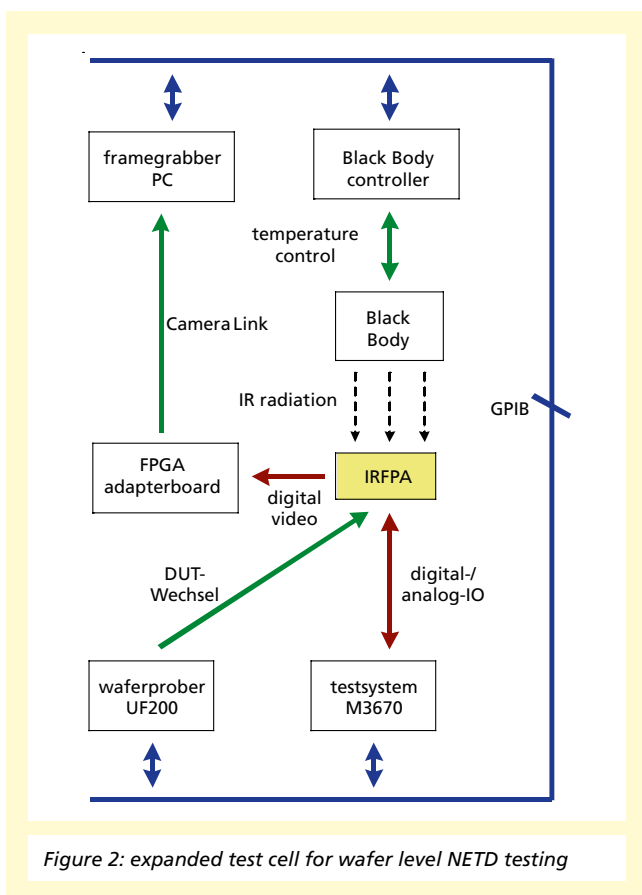 framegrabber
PC
Black Body
controller
temperature
control
Camera Link
Black
Body
IR radiation
GPIB
FPGA
adapterboard
IRFPA
digital
video
DUT-
Wechsel
digital-/
analog-IO
waferprober
UF200
testsystem
M3670
Figure 2: expanded test cell for wafer level NETD testing